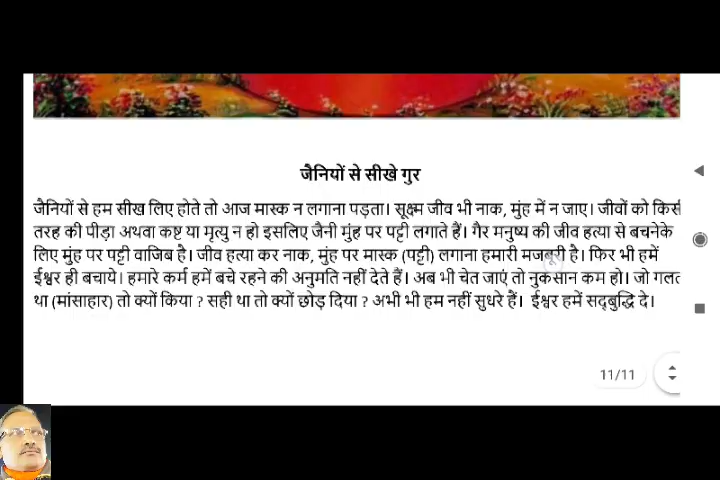 जैनियों से सीखे गुर
जैनियों से हम सीख लिए होते तो आज मास्क न लगाना पड़ता। सूक्ष्म जीव भी नाक, मुंह में न जाए। जीवों को किसी
तरह की पीड़ा अथवा कष्ट या मृत्यु न हो इसलिए जैनी मुंह पर पट्टी लगाते हैं। गैर मनुष्य की जीव हत्या से बचनेके
लिए मुंह पर पट्टी वाजिब है। जीव हत्या कर नाक, मुंह पर मास्क (पट्टी) लगाना हमारी मजबूरी है। फिर भी हमें
ईश्वर ही बचाये। हमारे कर्म हमें बचे रहने की अनुमति नहीं देते हैं। अब भी चेत जाएं तो नुकसान कम हो। जो गलत
था (मांसाहार) तो क्यों किया ? सही था तो क्यों छोड़ दिया ? अभी भी हम नहीं सुधरे हैं। ईश्वर हमें सद्बुद्धि दे।
11/11